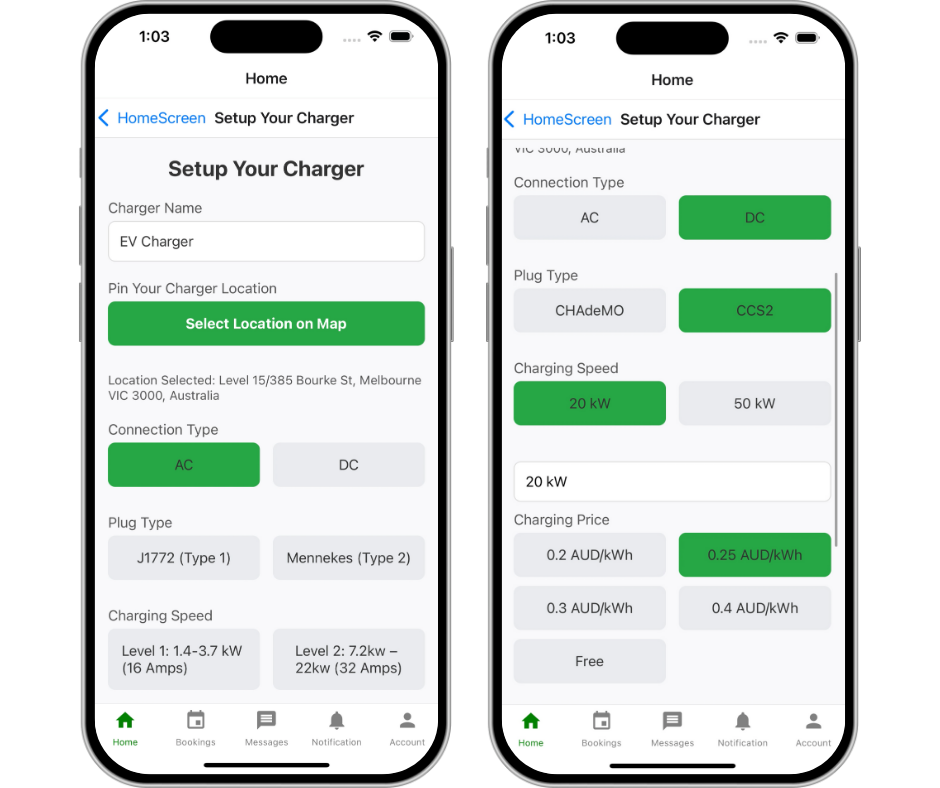 1:03
Home
HomeScreen Setup Your Charger
Setup Your Charger
Charger Name
EV Charger
Pin Your Charger Location
Select Location on Map
Location Selected: Level 15/385 Bourke St, Melbourne
VIC 3000, Australia
Connection Type
AC DC
Plug Type
J1772 (Type 1) Mennekes (Type 2)
Charging Speed
Level 1: 1.4-3.7 kW
(16 Amps)
Level 2: 7.2kw –
22kw (32 Amps)
Home Bookings Messages Notification Account
1:03
Home
HomeScreen Setup Your Charger
VIC 3000, Australia
Connection Type
AC DC
Plug Type
CHAdeMO CCS2
Charging Speed
20 kW 50 kW
20 kW
Charging Price
0.2 AUD/kWh 0.25 AUD/kWh
0.3 AUD/kWh 0.4 AUD/kWh
Free
Home Bookings Messages Notification Account